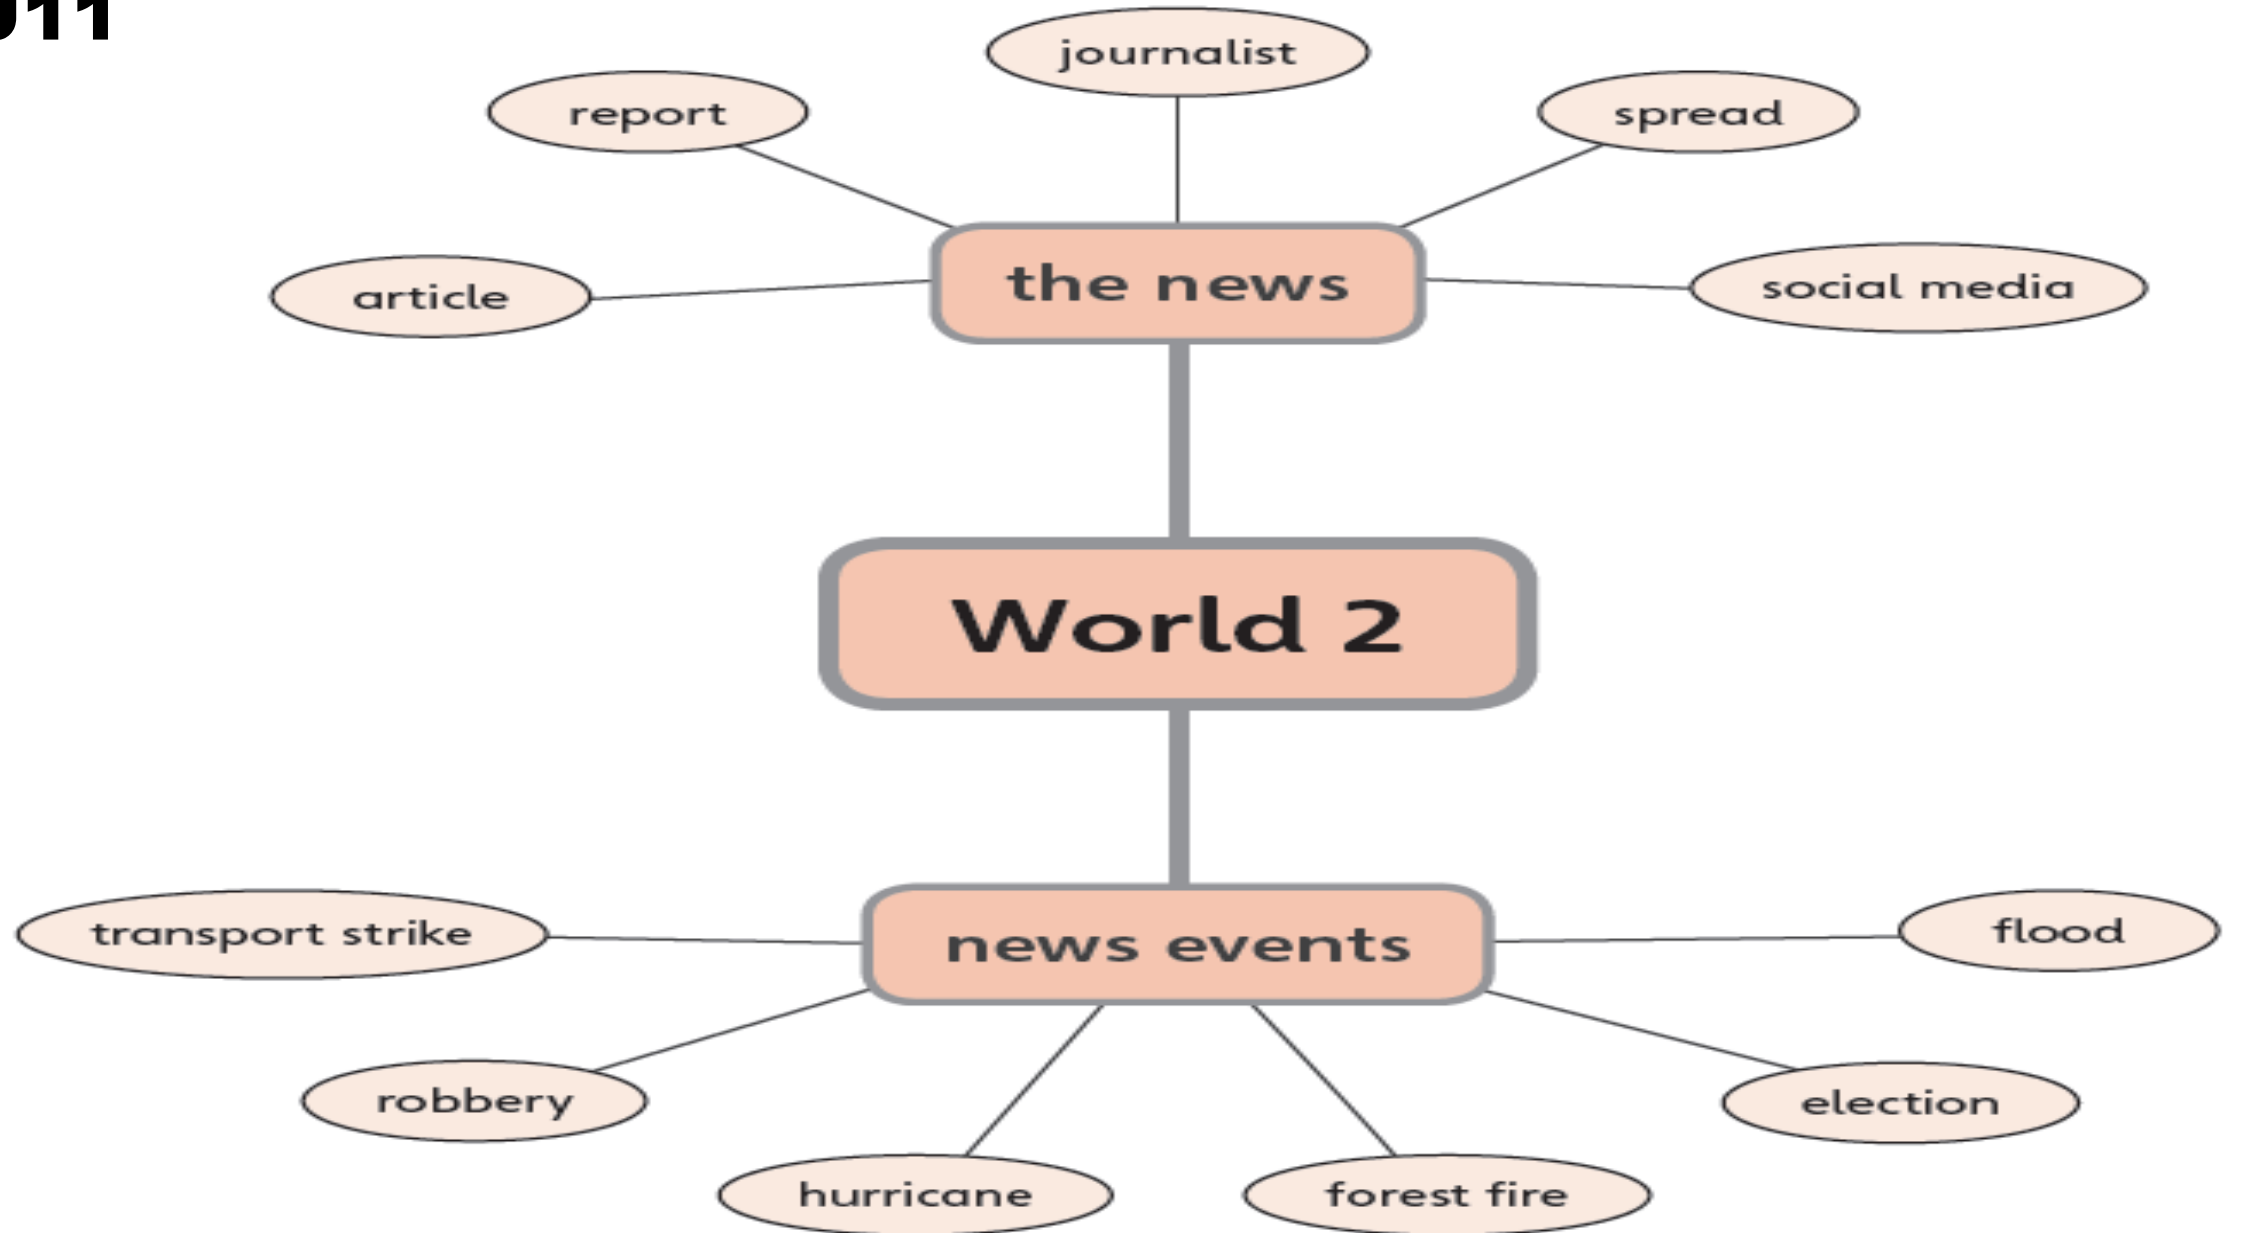 U11
journalist
report
spread
the news
article
social media
World 2
transport strike
news events
flood
robbery
election
hurricane
forest fire